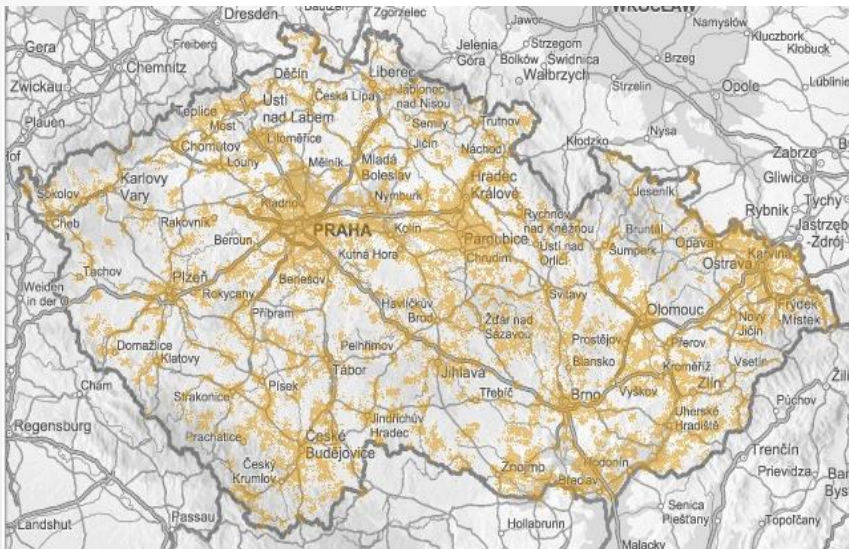 Dresden
Bautzen
Zgorzelec
WROCŁAW
Jawor
Namysłów
Gera
Freiberg
Jelenia
Góra
Strzegom
Bolków
Świdnica
Wałbrzych
Brzeg
Kluczbork
Kłobuck
Chemnitz
Zwickau
Děčín
Liberec
Strzelin
Opole
Lubliniec
Plauen
Teplice
Ústí
nad Labem
Česká Lípa
Jablonec
nad Nisou
Most
Semily
Trutnov
Nysa
Hof
Chomutov
Litoměřice
Jičín
Kłodzko
Zabrze
Louny
Mělník
Mladá
Boleslav
Náchod
Gliwice
Karlovy
Vary
Hradec
Králové
Jeseník
Tychy
Sokolov
Kladno
Nymburk
Rybnik
Cheb
Rakovník
PRAHA
Kolín
Pardubice
Rychnov
nad Kněžnou
Bruntál
Opava
Karviná
Jastrzębie
-Zdrój
Beroun
Kutná Hora
Chrudim
Ústí nad
Orlicí
Šumperk
Ostrava
Tachov
Plzeň
Benešov
Weiden
in der
Rokycany
Svitavy
Frýdek
Místek
Příbram
Havlíčkův
Brod
Žďár nad
Sázavou
Olomouc
Nový
Jičín
Domažlice
Klatovy
Pelhřimov
Prostějov
Přerov
Tábor
Jihlava
Blansko
Kroměříž
Vsetín
Cham
Písek
Třebíč
Brno
Vyškov
Zlín
Strakonice
Púchov
Regensburg
Prachatice
Jindřichův
Hradec
Uherské
Hradiště
České
Budějovice
Trenčín
Český
Krumlov
Znojmo
Hodonín
Prievidza
Břeclav
Senica
Landshut
Passau
Piešťany
Topoľčany
Hollabrunn
Malacky